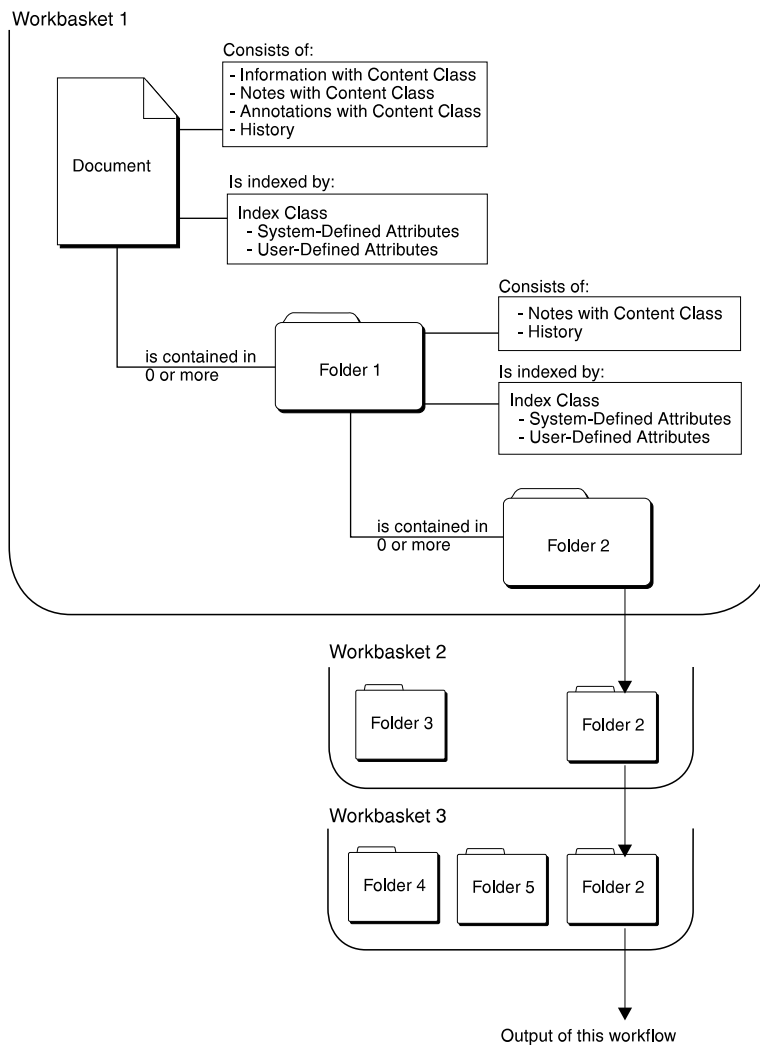 Workbasket 1
Consists of:
- Information with Content Class
- Notes with Content Class
- Annotations with Content Class
- History
Document
Is indexed by:
Index Class
- System-Defined Attributes
- User-Defined Attributes
Consists of:
- Notes with Content Class
- History
is contained in
0 or more
Folder 1
Is indexed by:
Index Class
- System-Defined Attributes
- User-Defined Attributes
is contained in
0 or more
Folder 2
Workbasket 2
Folder 3
Folder 2
Workbasket 3
Folder 4
Folder 5
Folder 2
Output of this workflow